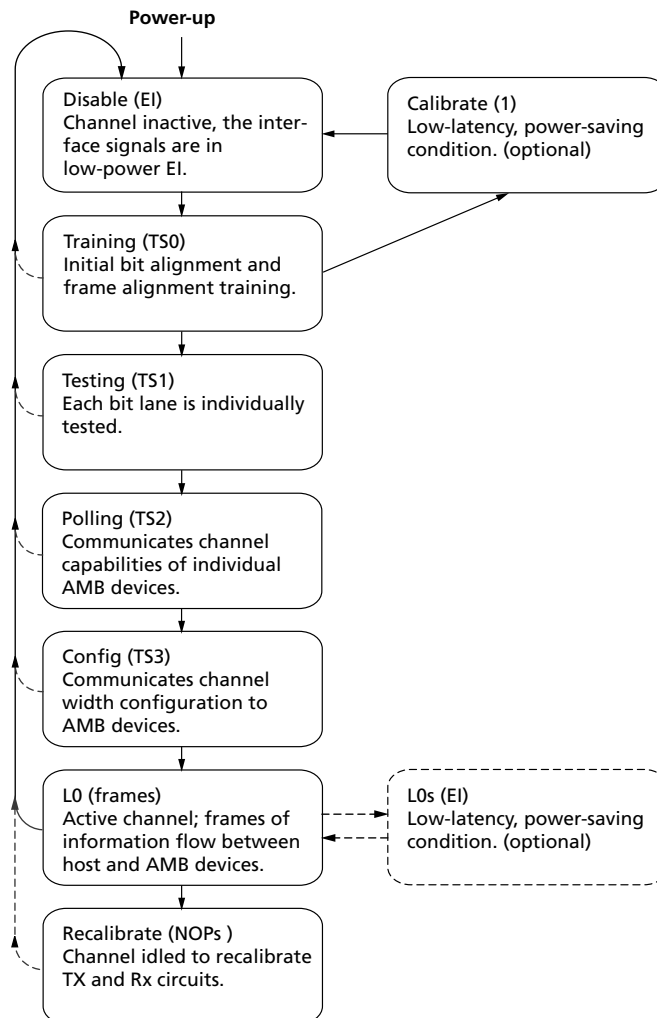 Power-up
Disable (EI)
Channel inactive, the inter-
face signals are in
low-power EI.
Calibrate (1)
Low-latency, power-saving
condition. (optional)
Training (TS0)
Initial bit alignment and
frame alignment training.
Testing (TS1)
Each bit lane is individually
tested.
Polling (TS2)
Communicates channel
capabilities of individual
AMB devices.
Config (TS3)
Communicates channel
width configuration to
AMB devices.
L0 (frames)
Active channel; frames of
information flow between
host and AMB devices.
L0s (EI)
Low-latency, power-saving
condition. (optional)
Recalibrate (NOPs )
Channel idled to recalibrate
TX and Rx circuits.